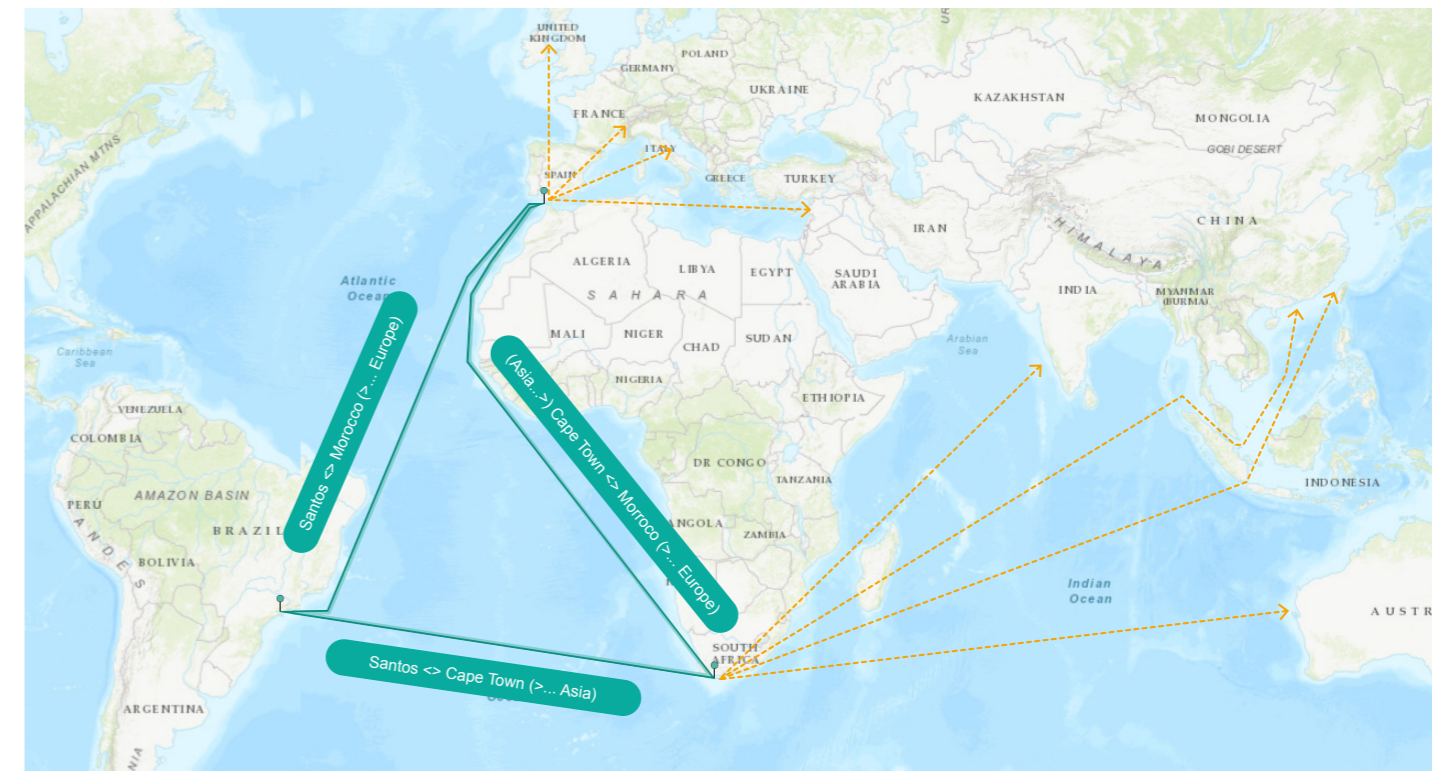 UR
UNITED
KINGDOM
POLAND
GERMANY
UKRAINE
KAZAKHSTAN
FRANCE
MONGOLIA
GOBI DESERT
ITALY
APPALACHIAN MTNS
SPAIN
GREECE
TURKEY
CHINA
IRAN
HIMALAYA
ALGERIA
LIBYA
EGYPT
SAUDI
ARABIA
Atlantic
Ocean
SAHARA
INDIA
MYANMAR
(BURMA)
MALI
NIGER
CHAD
SUDAN
Arabian
Sea
Caribbean
Sea
NIGERIA
ETHIOPIA
VENEZUELA
COLOMBIA
Santos <> Morocco (>... Europe)
(Asia...>) Cape Town <> Morroco (>... Europe)
DR CONGO
TANZANIA
INDONESIA
AMAZON BASIN
PERU
ANDES
BRAZIL
ANGOLA
ZAMBIA
BOLIVIA
Indian
Ocean
AUSTR
SOUTH
AFRICA
Santos <> Cape Town (>... Asia)
ARGENTINA
NIA